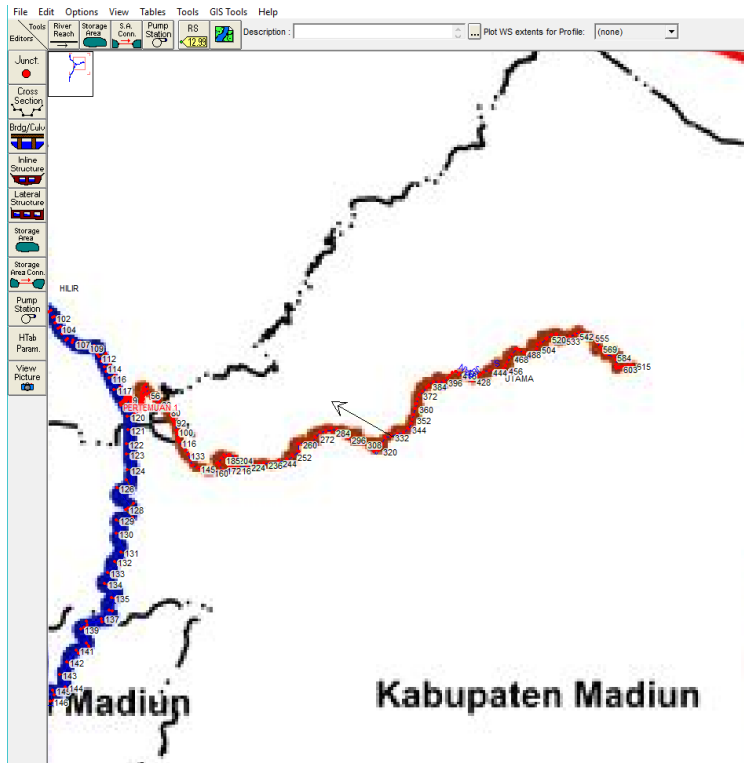 File Edit Options View Tables Tools GIS Tools Help
Tools
Editors
River
Reach
Storage
Area
S.A.
Conn.
Pump
Station
RS
12.99
Description :
...
Plot WS extents for Profile:
(none)
Junct.
Cross
Section
Brdg/Culv
Inline
Structure
Lateral
Structure
Storage
Area
Storage
Area Conn.
Pump
Station
HTab
Param.
View
Picture
HILIR
102
104
107
109
112
114
116
117
56
PERTEMUAN 1
120
121
122
123
124
126
128
129
130
131
132
133
134
135
137
139
141
142
143
144
145
146
92
100
116
133
145
160
172
185
204
224
236
244
252
260
272
284
296
308
320
332
344
352
360
372
384
396
428
444
456
UTAMA
468
488
504
520
533
542
555
569
584
603
615
Madiun
Kabupaten Madiun